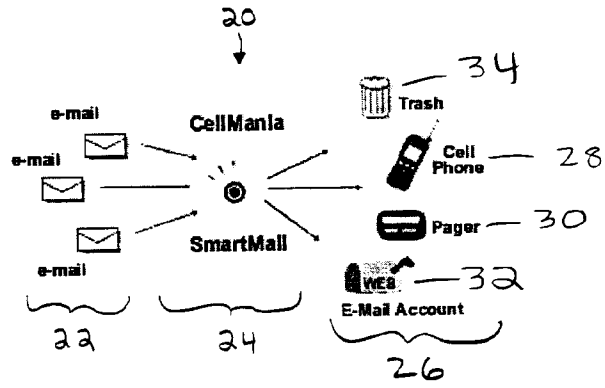 20
34
Trash
e-mail
CellMania
e-mail
Cell
Phone
28
Pager
30
SmartMail
e-mail
WEB
32
E-Mail Account
22
24
26